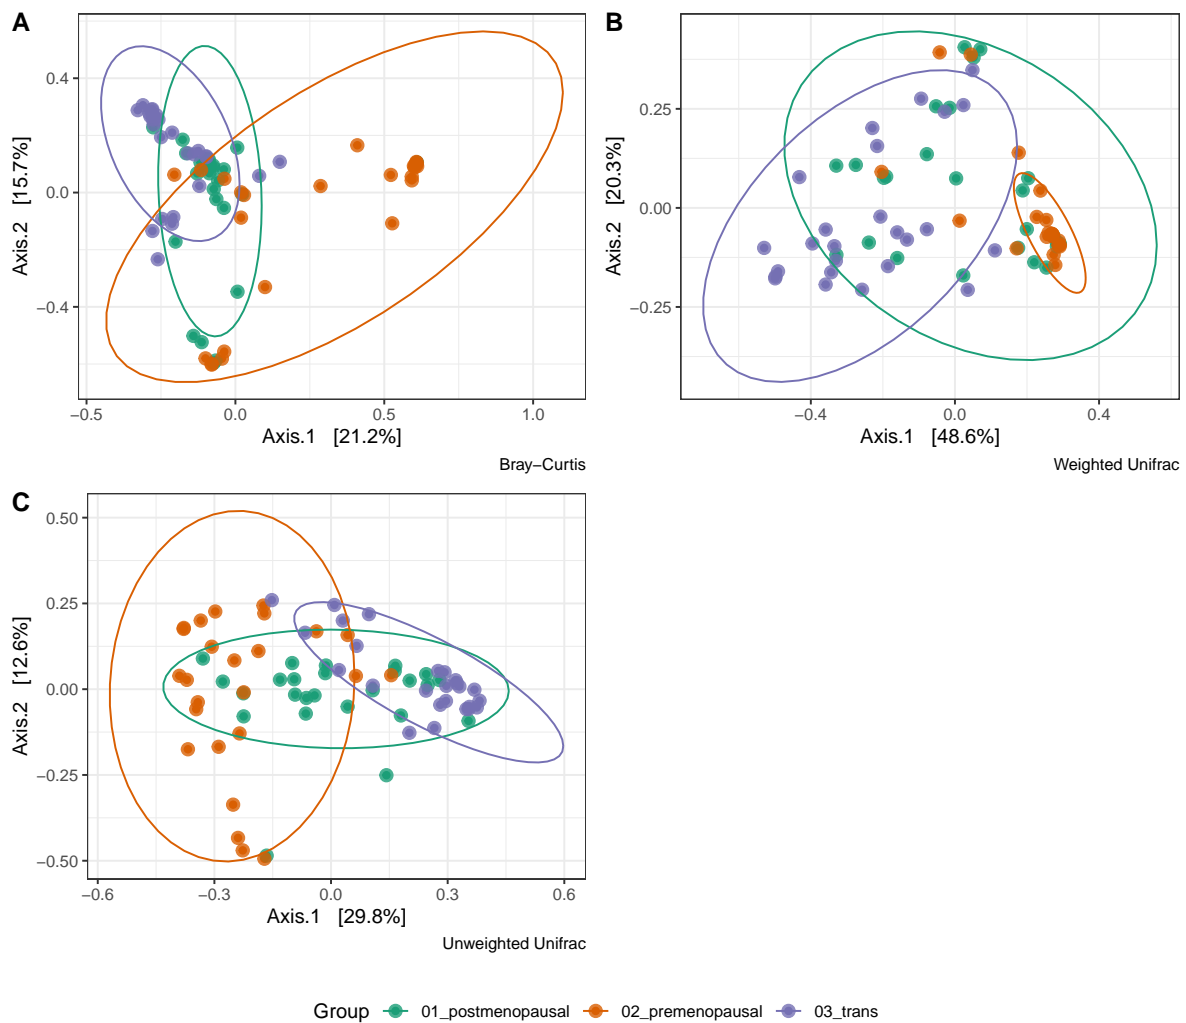 A
B
0.4
0.0
−0.4
Axis.2 [15.7%]
−0.5
0.0
0.5
1.0
Axis.1 [21.2%]
Bray−Curtis
0.25
0.00
−0.25
Axis.2 [20.3%]
−0.4
0.0
0.4
Axis.1 [48.6%]
Weighted Unifrac
C
0.50
0.25
0.00
−0.25
−0.50
Axis.2 [12.6%]
−0.6
−0.3
0.0
0.3
0.6
Axis.1 [29.8%]
Unweighted Unifrac
Group 01_postmenopausal 02_premenopausal 03_trans